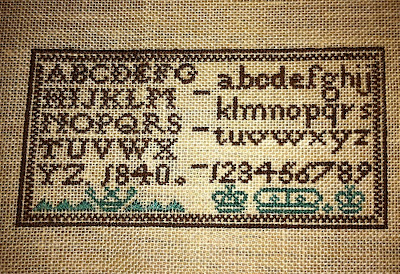 ABCDEFG
HIJKLM
NOPQRS
TUVWX
YZ 1840.
abcdefghij
klmnopqrs
tuvwxyz
123456789